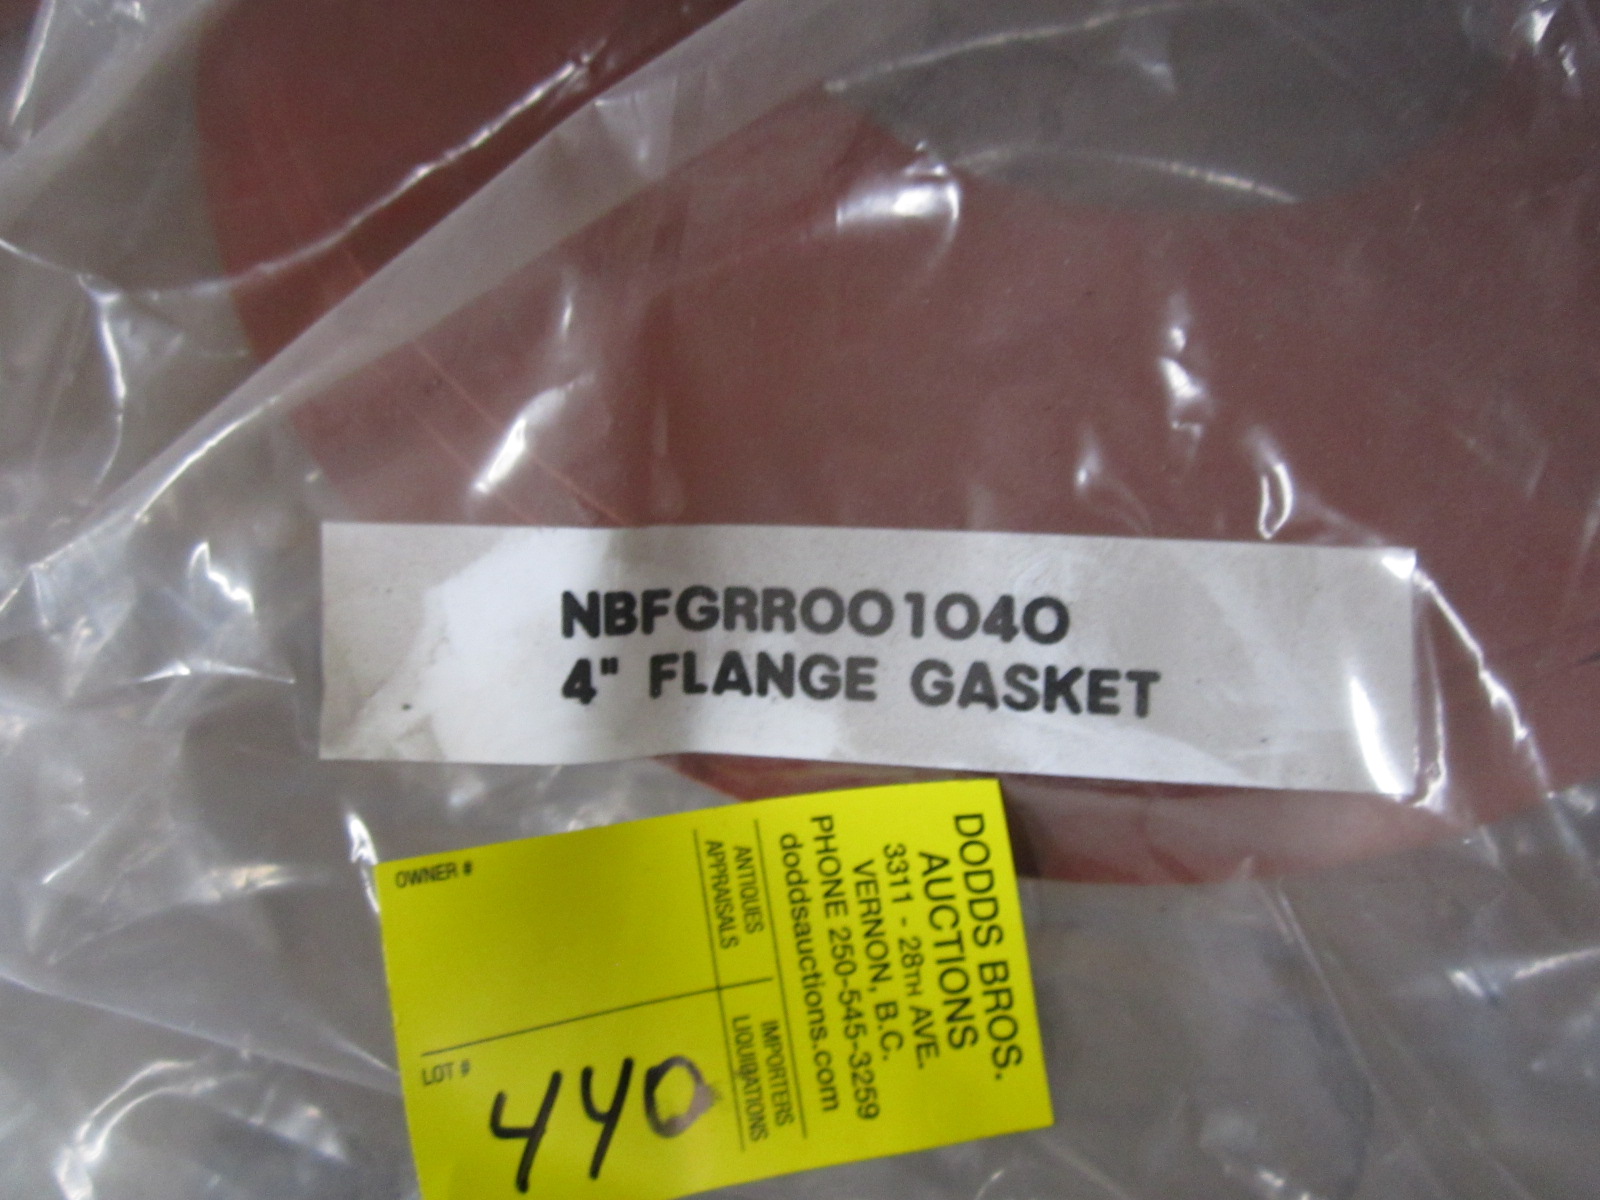 NBFGRR001040
4" FLANGE GASKET
DODDS BROS.
AUCTIONS
3311 - 28TH AVE.
VERNON, B.C.
PHONE 250-545-3259
doddsauctions.com
ANTIQUES
APPRAISALS
IMPORTERS
LIQUIDATIONS
OWNER #
LOT #
440